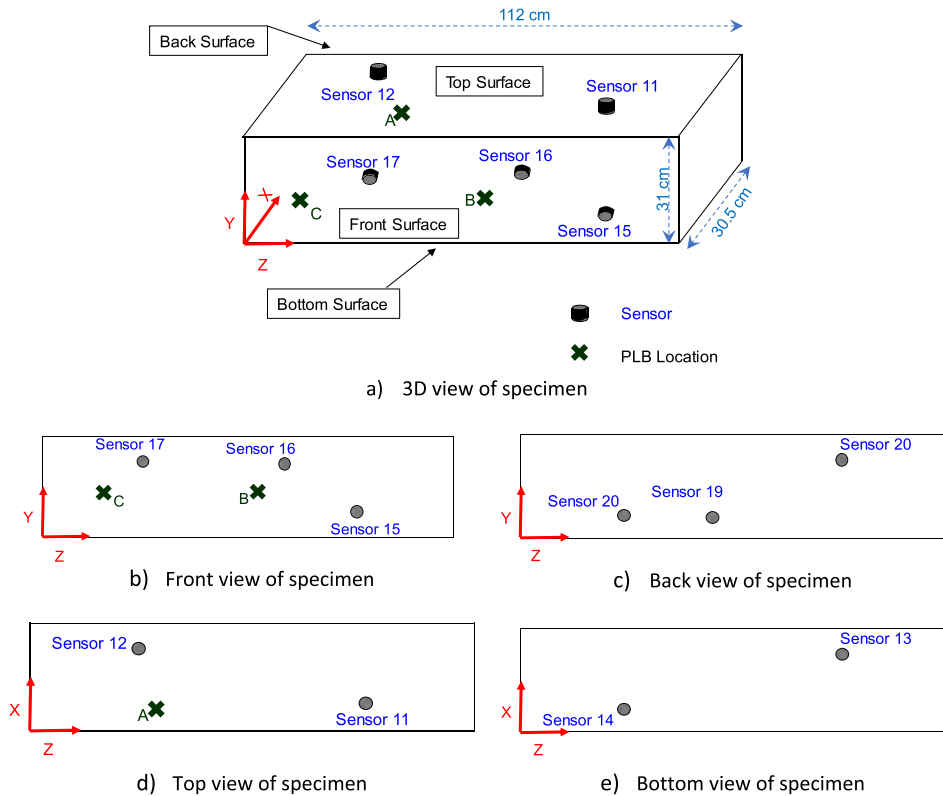 112 cm
Back Surface
Top Surface
Sensor 12
Sensor 11
A
Sensor 17
Sensor 16
31 cm
30.5 cm
X
Y
C
B
Front Surface
Sensor 15
Z
Bottom Surface
Sensor
PLB Location
a) 3D view of specimen
Sensor 17
Sensor 16
C
B
Y
Sensor 15
Z
b) Front view of specimen
Sensor 20
Sensor 20
Sensor 19
Y
Z
c) Back view of specimen
Sensor 12
A
X
Sensor 11
Z
d) Top view of specimen
Sensor 13
X
Sensor 14
Z
e) Bottom view of specimen